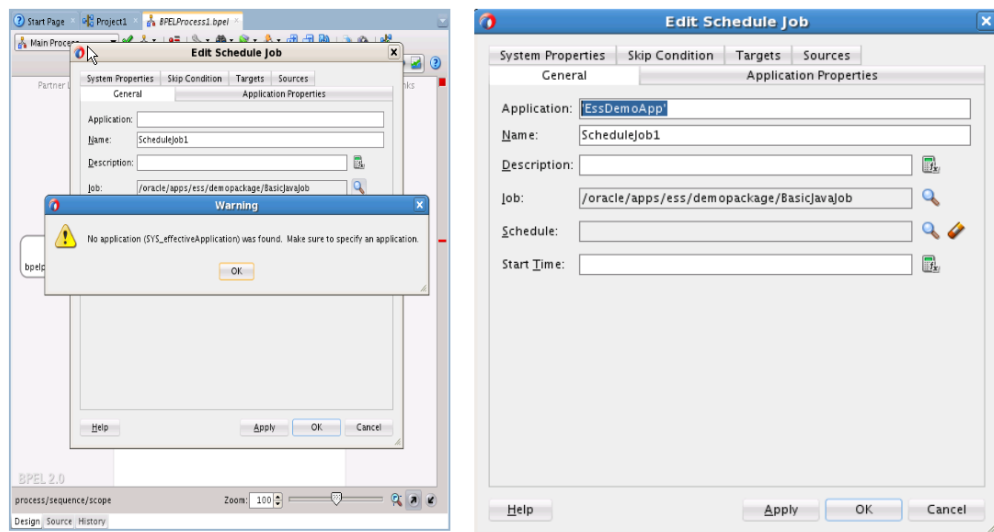 Start Page Project1 BPELProcess1.bpel
Main Process
Edit Schedule Job
Partner
System Properties Skip Condition Targets Sources
General Application Properties
Application:
Name: ScheduleJob1
Description:
Job: /oracle/apps/ess/demopackage/BasicJavaJob
Warning
No application (SYS_effectiveApplication) was found. Make sure to specify an application.
OK
Help Apply OK Cancel
BPEL 2.0
process/sequence/scope Zoom: 100
Design Source History
Edit Schedule Job
System Properties Skip Condition Targets Sources
General Application Properties
Application: 'EssDemoApp'
Name: ScheduleJob1
Description:
Job: /oracle/apps/ess/demopackage/BasicJavaJob
Schedule:
Start Time:
Help Apply OK Cancel